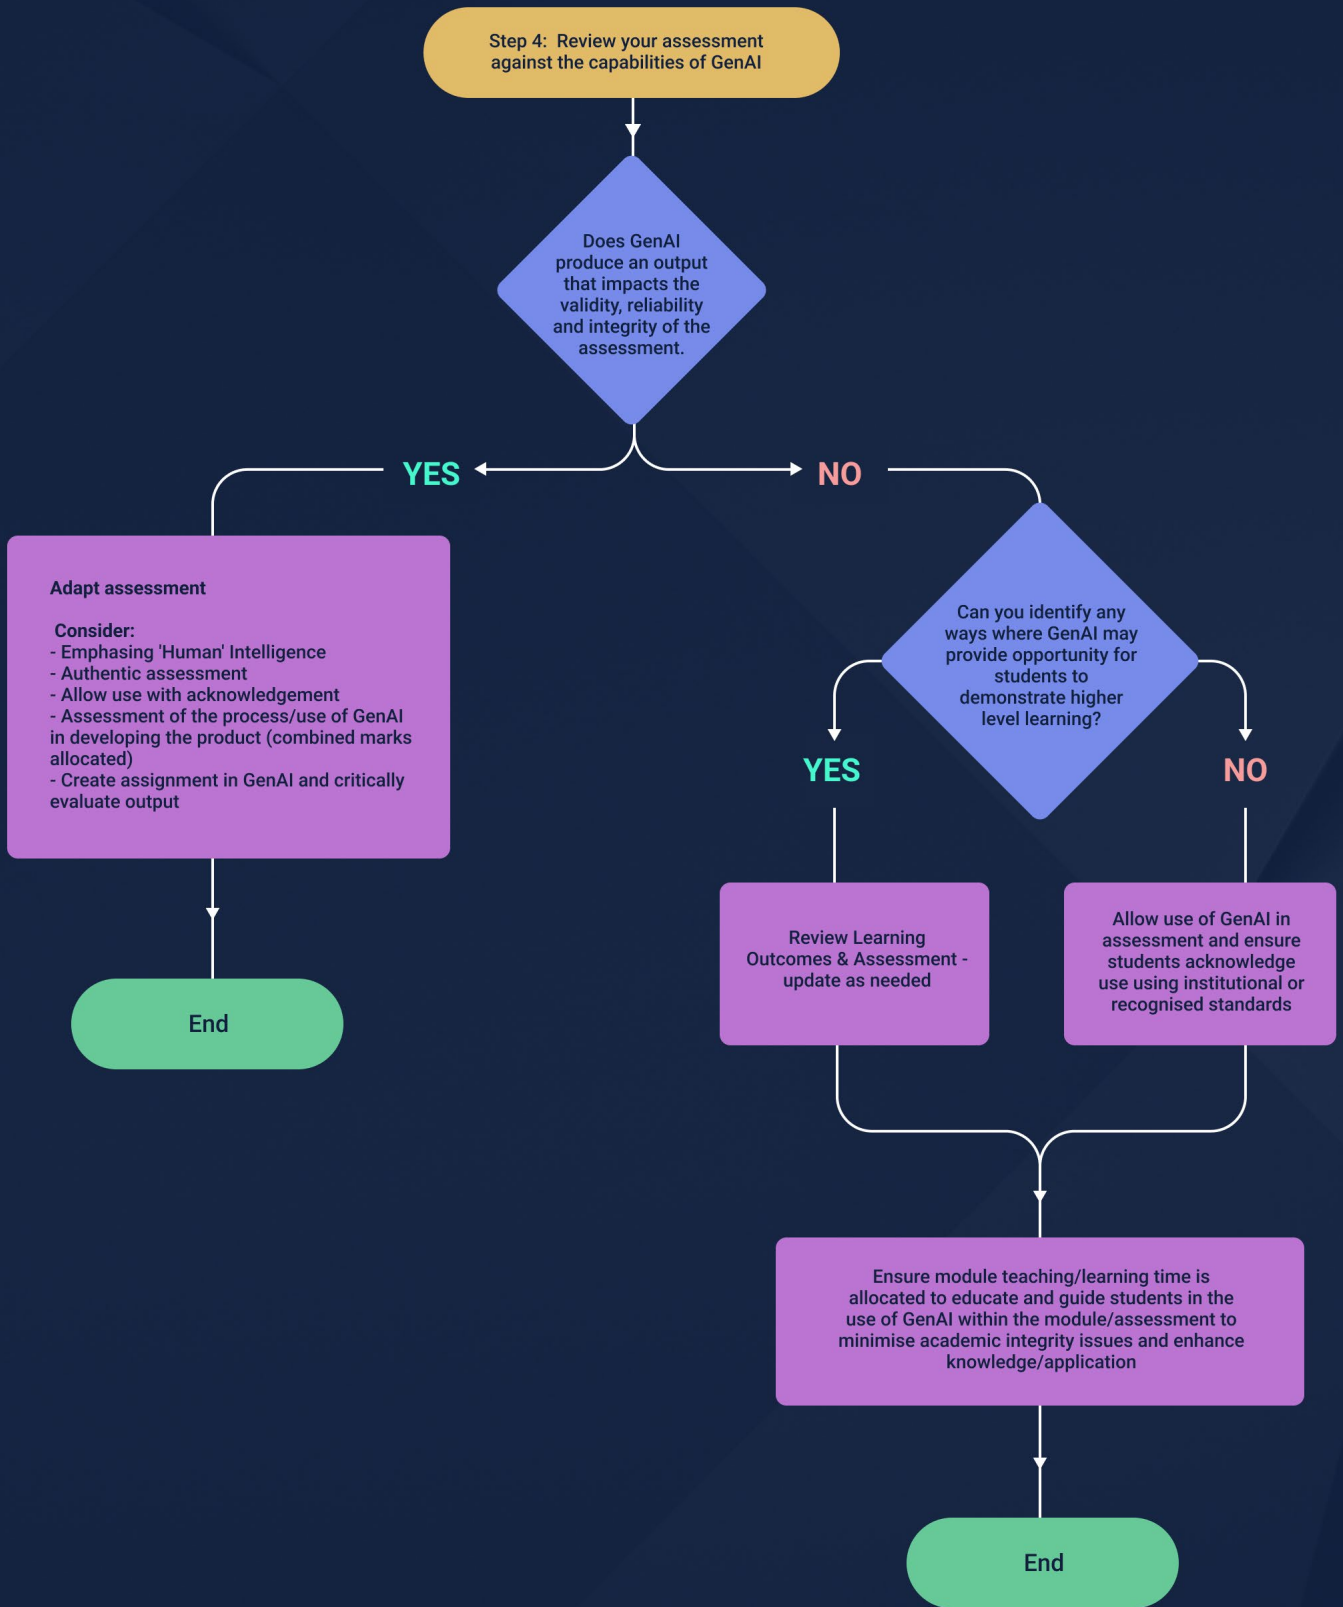 Step 4:  Review your assessment
against the capabilities of GenAI
Does GenAI
produce an output
that impacts the
validity, reliability
and integrity of the
assessment.
YES
NO
Adapt assessment
Consider:
- Emphasing 'Human' Intelligence
- Authentic assessment
- Allow use with acknowledgement
- Assessment of the process/use of GenAI
in developing the product (combined marks
allocated)
- Create assignment in GenAI and critically
evaluate output
End
Can you identify any
ways where GenAI may
provide opportunity for
students to
demonstrate higher
level learning?
YES
NO
Review Learning
Outcomes & Assessment -
update as needed
Allow use of GenAI in
assessment and ensure
students acknowledge
use using institutional or
recognised standards
Ensure module teaching/learning time is
allocated to educate and guide students in the
use of GenAI within the module/assessment to
minimise academic integrity issues and enhance
knowledge/application
End